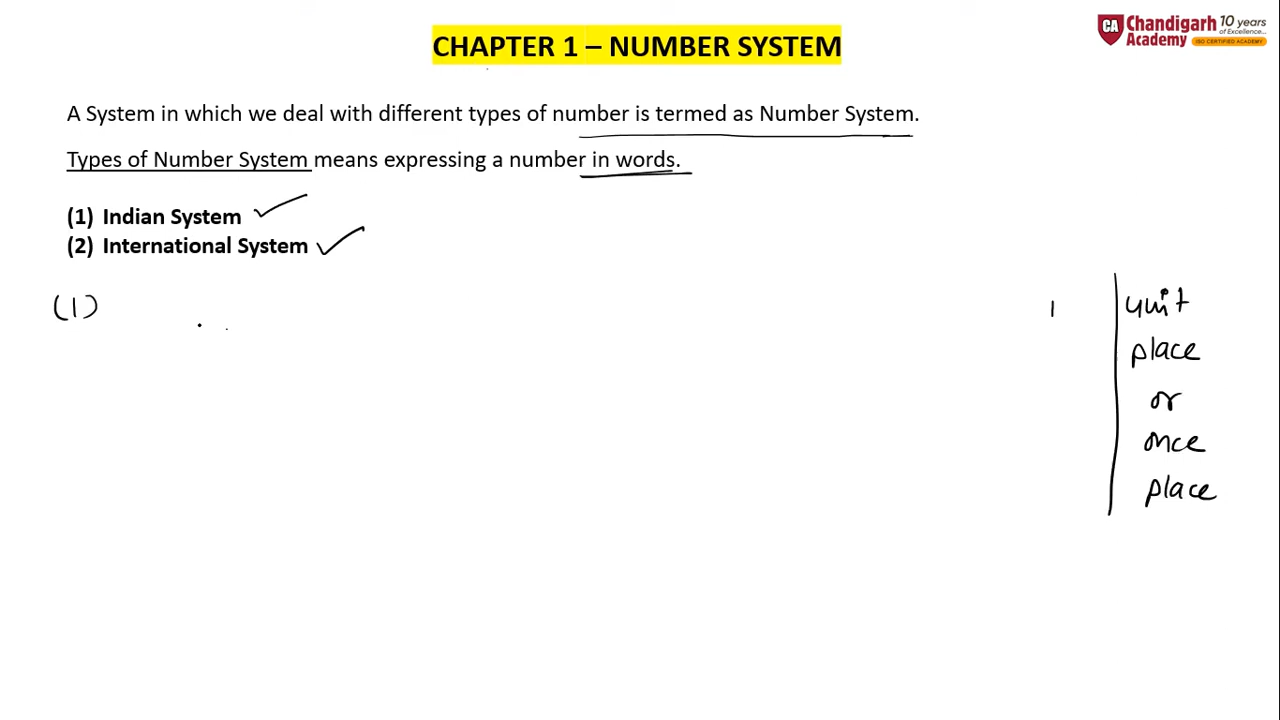 CHAPTER 1 – NUMBER SYSTEM
CA Chandigarh Academy 10 years of Excellence...
ISO CERTIFIED ACADEMY
A System in which we deal with different types of number is termed as Number System.
Types of Number System means expressing a number in words.
(1) Indian System
(2) International System
(1)
1
unit
place
or
once
place